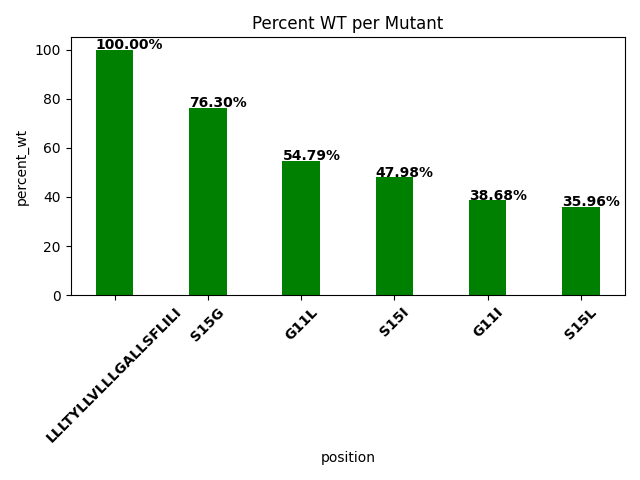 Percent WT per Mutant
percent_wt
100
80
60
40
20
0
100.00%
76.30%
54.79%
47.98%
38.68%
35.96%
LLLTYLLVLLLGALLSFLILI
S15G
G11L
S15I
G11I
S15L
position